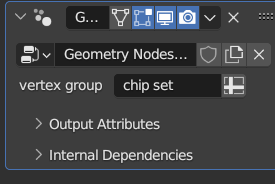 G...
Geometry Nodes...
vertex group chip set
Output Attributes
Internal Dependencies